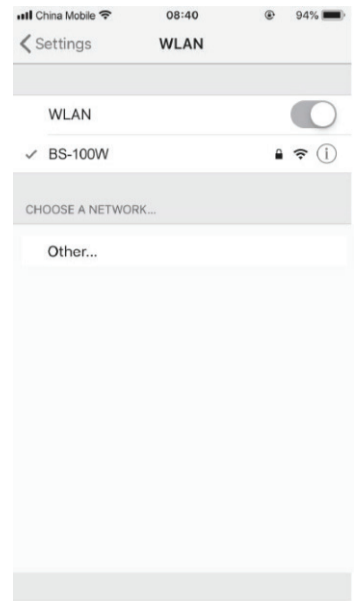 China Mobile 08:40 94%
Settings WLAN
WLAN
BS-100W
CHOOSE A NETWORK...
Other...